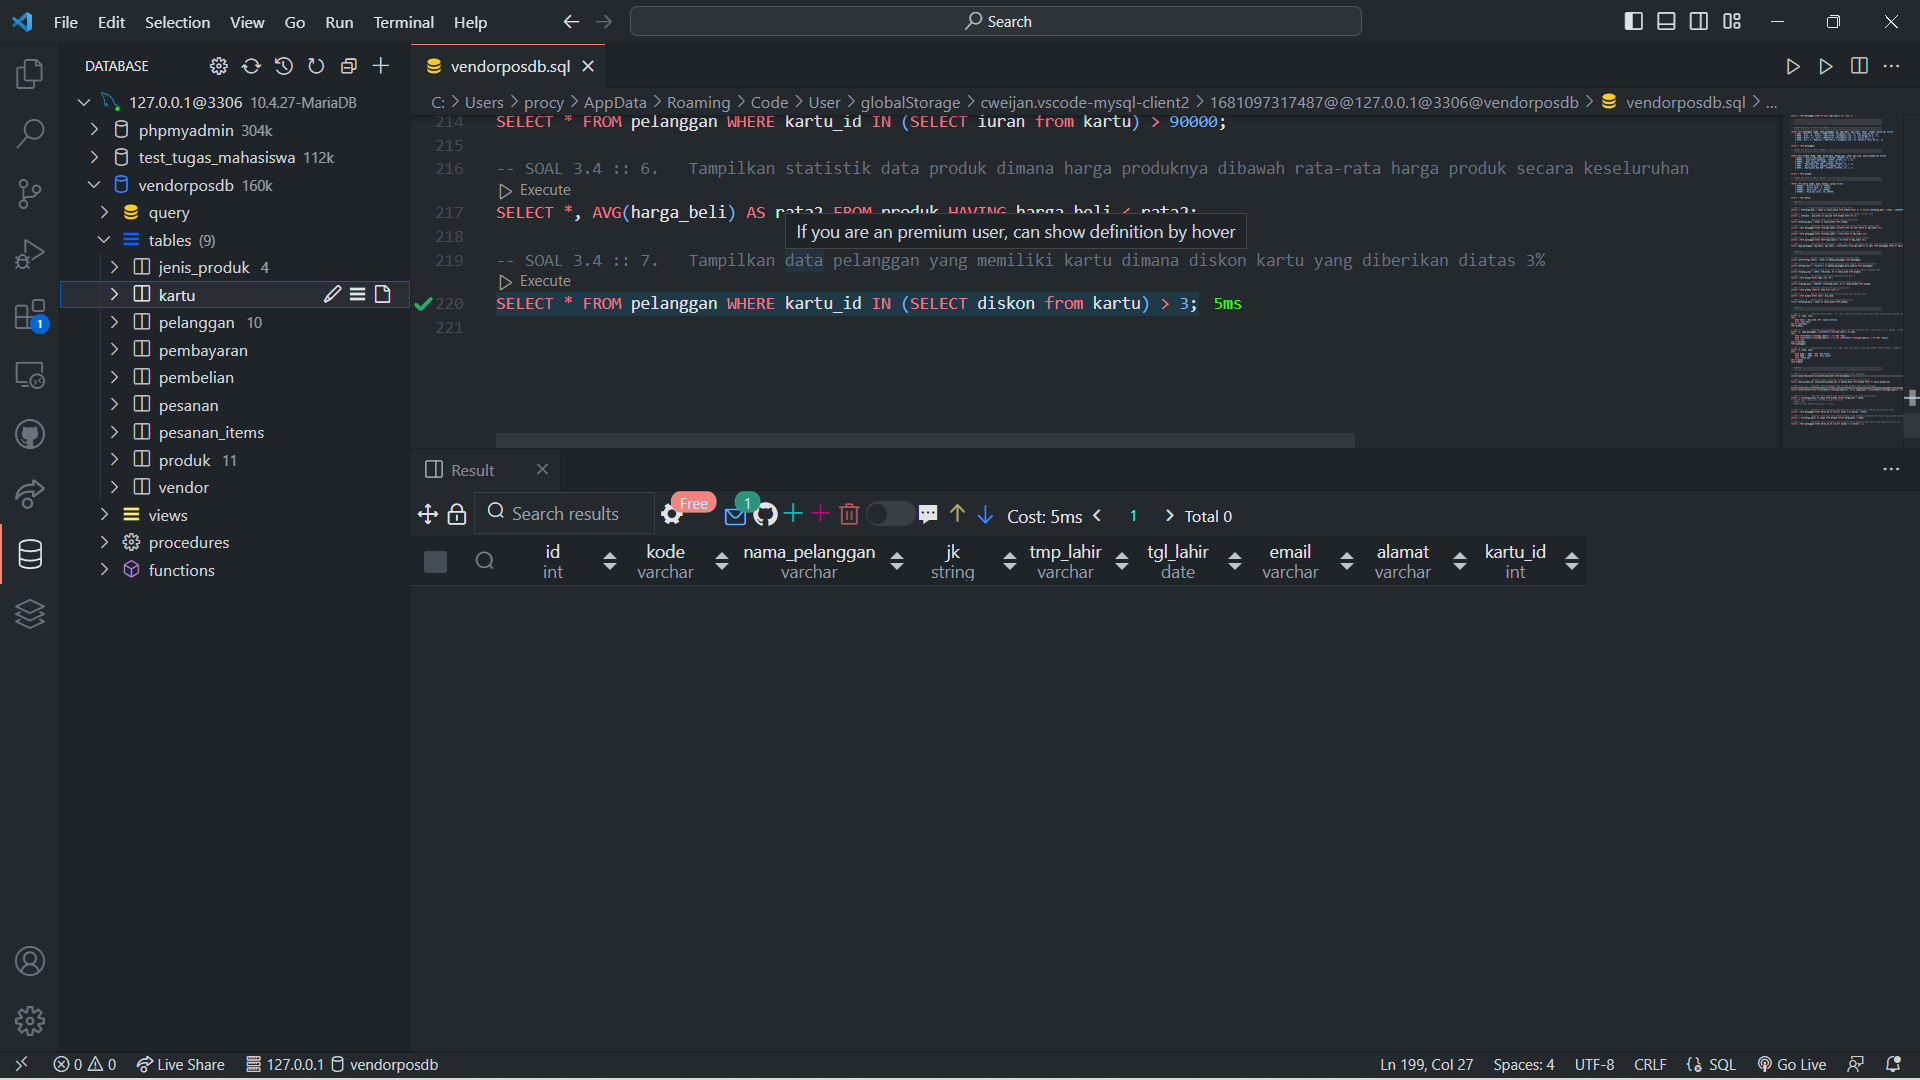 File Edit Selection View Go Run Terminal Help
Search
DATABASE
127.0.0.1@3306 10.4.27-MariaDB
phpmyadmin 304k
test_tugas_mahasiswa 112k
vendorposdb 160k
query
tables (9)
jenis_produk 4
kartu
pelanggan 10
pembayaran
pembelian
pesanan
pesanan_items
produk 11
vendor
views
procedures
functions
1
vendorposdb.sql
C: > Users > procy > AppData > Roaming > Code > User > globalStorage > cweijan.vscode-mysql-client2 > 1681097317487@@127.0.0.1@3306@vendorposdb > vendorposdb.sql > ...
214 SELECT * FROM pelanggan WHERE kartu_id IN (SELECT iuran from kartu) > 90000;
215
216 -- SOAL 3.4 :: 6. Tampilkan statistik data produk dimana harga produknya dibawah rata-rata harga produk secara keseluruhan
Execute
217 SELECT *, AVG(harga_beli) AS rata2 FROM produk HAVING harga_beli < rata2;
218
If you are an premium user, can show definition by hover
219 -- SOAL 3.4 :: 7. Tampilkan data pelanggan yang memiliki kartu dimana diskon kartu yang diberikan diatas 3%
Execute
220 SELECT * FROM pelanggan WHERE kartu_id IN (SELECT diskon from kartu) > 3; 5ms
221
Result
Search results
Free
1
Cost: 5ms < 1 > Total 0
id kode nama_pelanggan jk tmp_lahir tgl_lahir email alamat kartu_id
int varchar varchar string varchar date varchar varchar int
0 0 Live Share 127.0.0.1 vendorposdb
Ln 199, Col 27 Spaces: 4 UTF-8 CRLF SQL Go Live